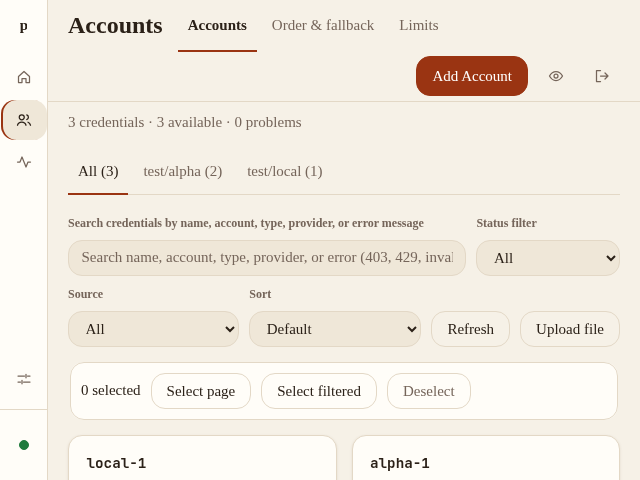 p
Accounts
Accounts Order & fallback Limits
Add Account
3 credentials · 3 available · 0 problems
All (3) test/alpha (2) test/local (1)
Search credentials by name, account, type, provider, or error message Status filter
Search name, account, type, provider, or error (403, 429, inval All
Source Sort
All Default Refresh Upload file
0 selected Select page Select filtered Deselect
local-1 alpha-1